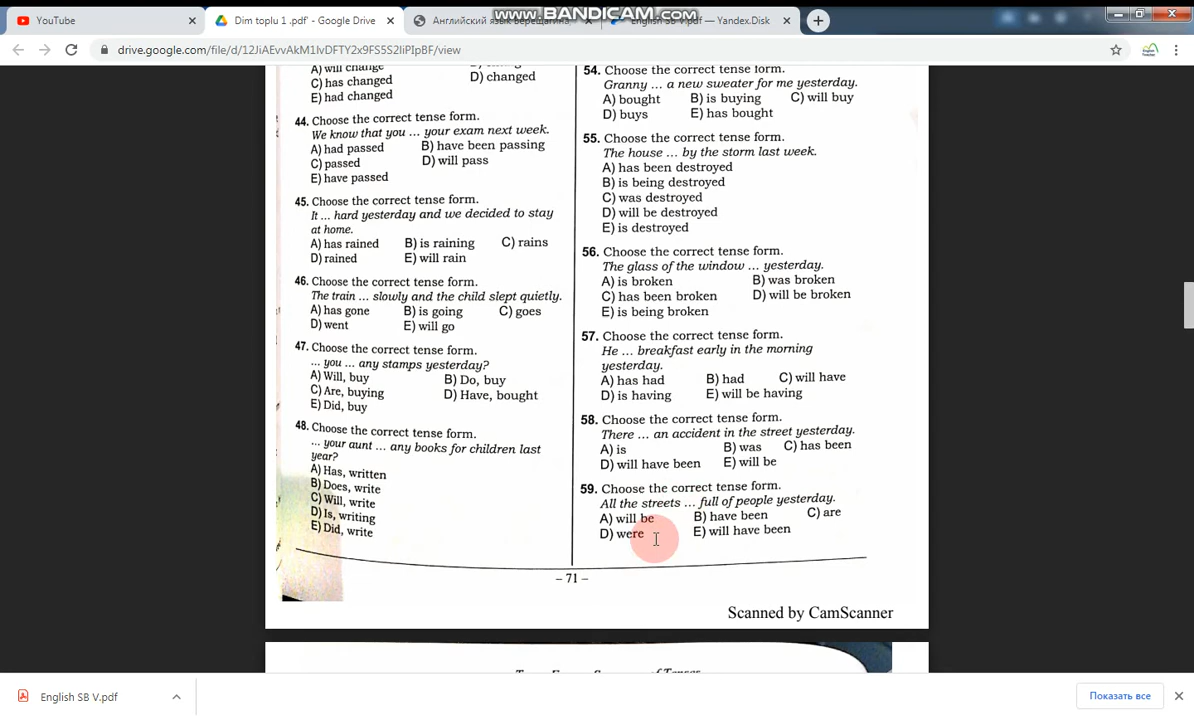 YouTube
Dim toplu 1 .pdf - Google Drive
Английский язык Верещагина,
SB V.pdf — Yandex.Disk
www.BANDICAM.com
drive.google.com/file/d/12JiAEvvAkM1lvDFTY2x9FS5S2liPIpBF/view
A) will change
C) has changed
D) changed
E) had changed
44. Choose the correct tense form.
We know that you ... your exam next week.
A) had passed B) have been passing
C) passed D) will pass
E) have passed
45. Choose the correct tense form.
It ... hard yesterday and we decided to stay
at home.
A) has rained B) is raining C) rains
D) rained E) will rain
46. Choose the correct tense form.
The train ... slowly and the child slept quietly.
A) has gone B) is going C) goes
D) went E) will go
47. Choose the correct tense form.
... you ... any stamps yesterday?
A) Will, buy B) Do, buy
C) Are, buying D) Have, bought
E) Did, buy
48. Choose the correct tense form.
... your aunt ... any books for children last
year?
A) Has, written
B) Does, write
C) Will, write
D) Is, writing
E) Did, write
54. Choose the correct tense form.
Granny ... a new sweater for me yesterday.
A) bought B) is buying C) will buy
D) buys E) has bought
55. Choose the correct tense form.
The house ... by the storm last week.
A) has been destroyed
B) is being destroyed
C) was destroyed
D) will be destroyed
E) is destroyed
56. Choose the correct tense form.
The glass of the window ... yesterday.
A) is broken B) was broken
C) has been broken D) will be broken
E) is being broken
57. Choose the correct tense form.
He ... breakfast early in the morning
yesterday.
A) has had B) had C) will have
D) is having E) will be having
58. Choose the correct tense form.
There ... an accident in the street yesterday.
A) is B) was C) has been
D) will have been E) will be
59. Choose the correct tense form.
All the streets ... full of people yesterday.
A) will be B) have been C) are
D) were E) will have been
– 71 –
Scanned by CamScanner
English SB V.pdf
Показать все